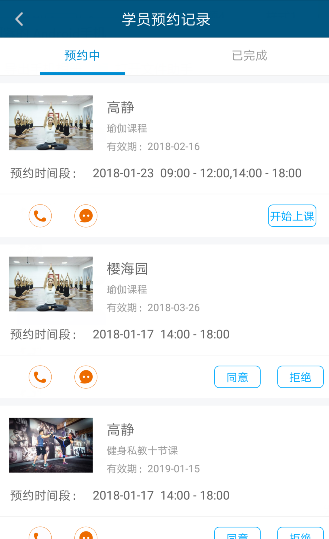 学员预约记录
预约中 已完成
高静
瑜伽课程
有效期：2018-02-16
预约时间段： 2018-01-23 09:00 - 12:00,14:00 - 18:00
开始上课
樱海园
瑜伽课程
有效期：2018-03-26
预约时间段： 2018-01-17 14:00 - 18:00
同意 拒绝
高静
健身私教十节课
有效期：2019-01-15
预约时间段： 2018-01-17 14:00 - 18:00
同意 拒绝